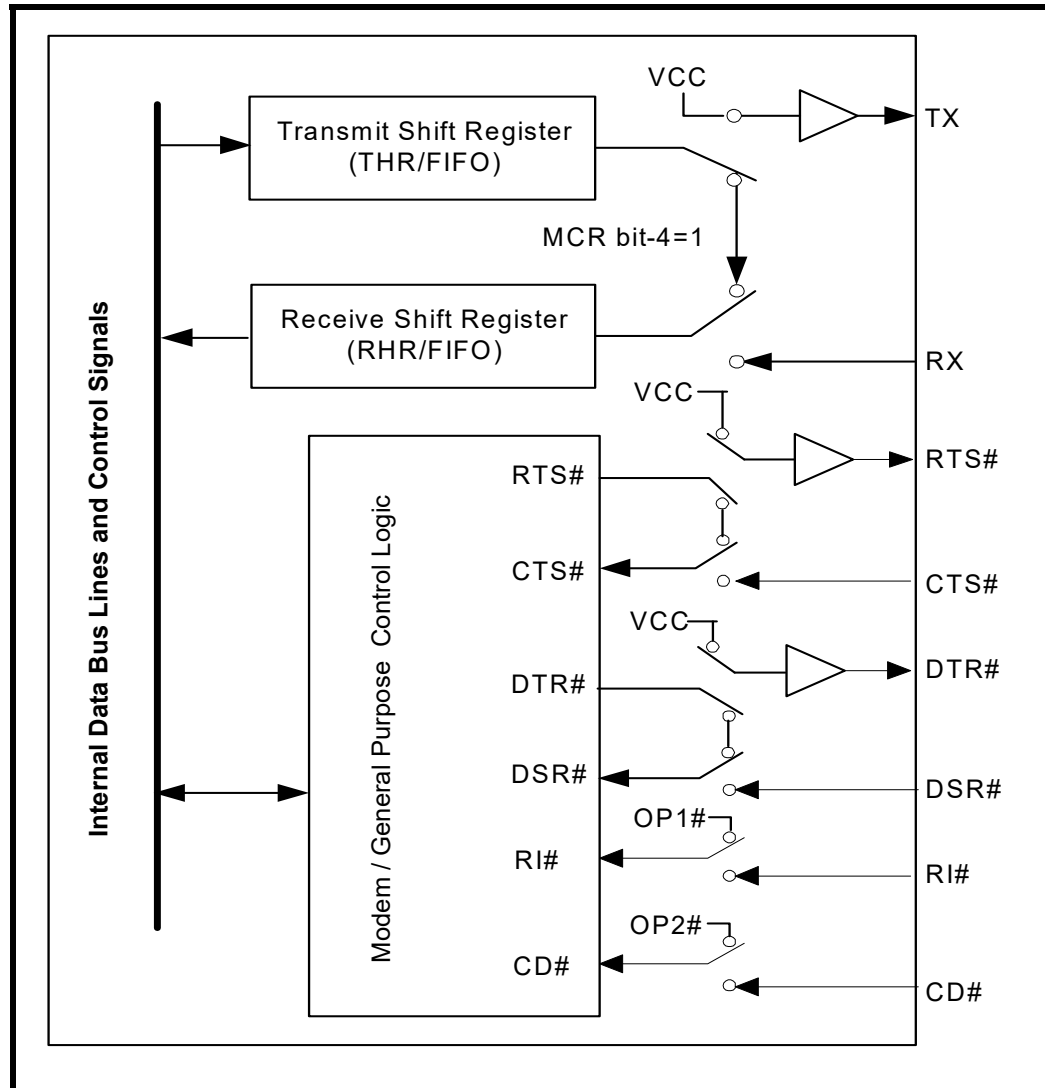 VCC
TX
Transmit Shift Register
(THR/FIFO)
MCR bit-4=1
Receive Shift Register
(RHR/FIFO)
RX
VCC
RTS#
RTS#
CTS#
CTS#
VCC
DTR#
DTR#
DSR#
DSR#
OP1#
RI#
RI#
OP2#
CD#
CD#
Internal Data Bus Lines and Control Signals
Modem / General Purpose Control Logic